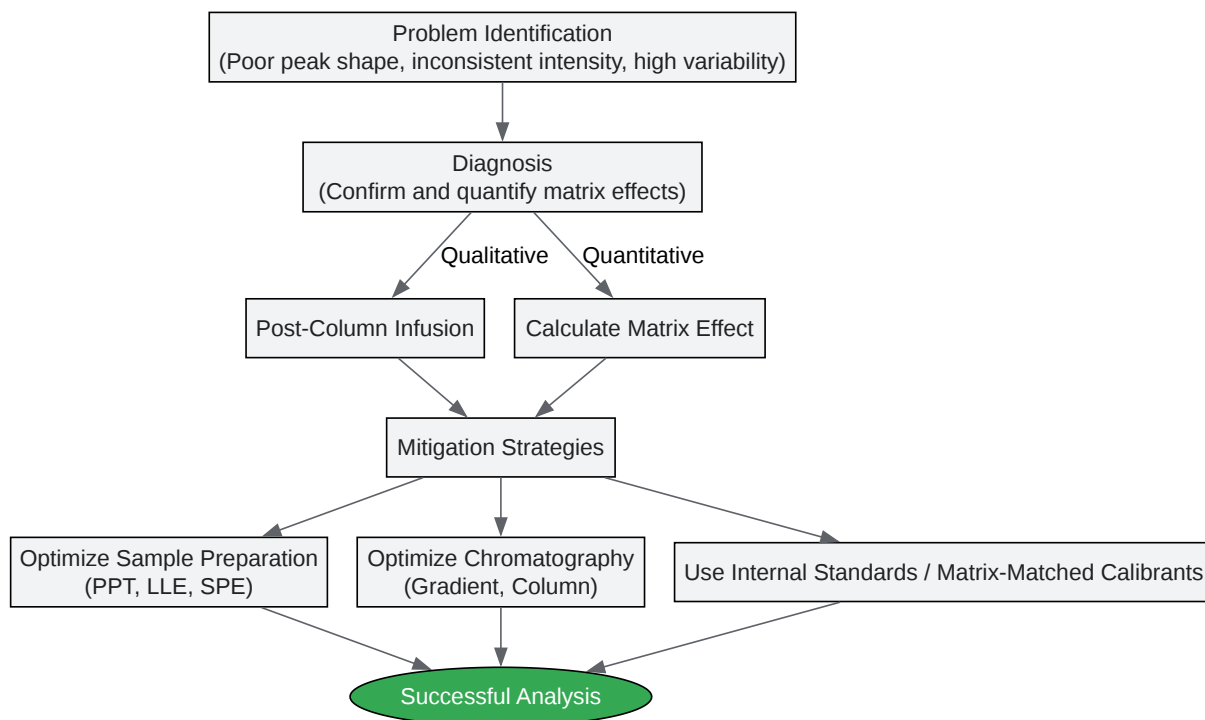 Problem Identification
(Poor peak shape, inconsistent intensity, high variability)
Diagnosis
(Confirm and quantify matrix effects)
Qualitative
Quantitative
Post-Column Infusion
Calculate Matrix Effect
Mitigation Strategies
Optimize Sample Preparation
(PPT, LLE, SPE)
Optimize Chromatography
(Gradient, Column)
Use Internal Standards / Matrix-Matched Calibrants
Successful Analysis